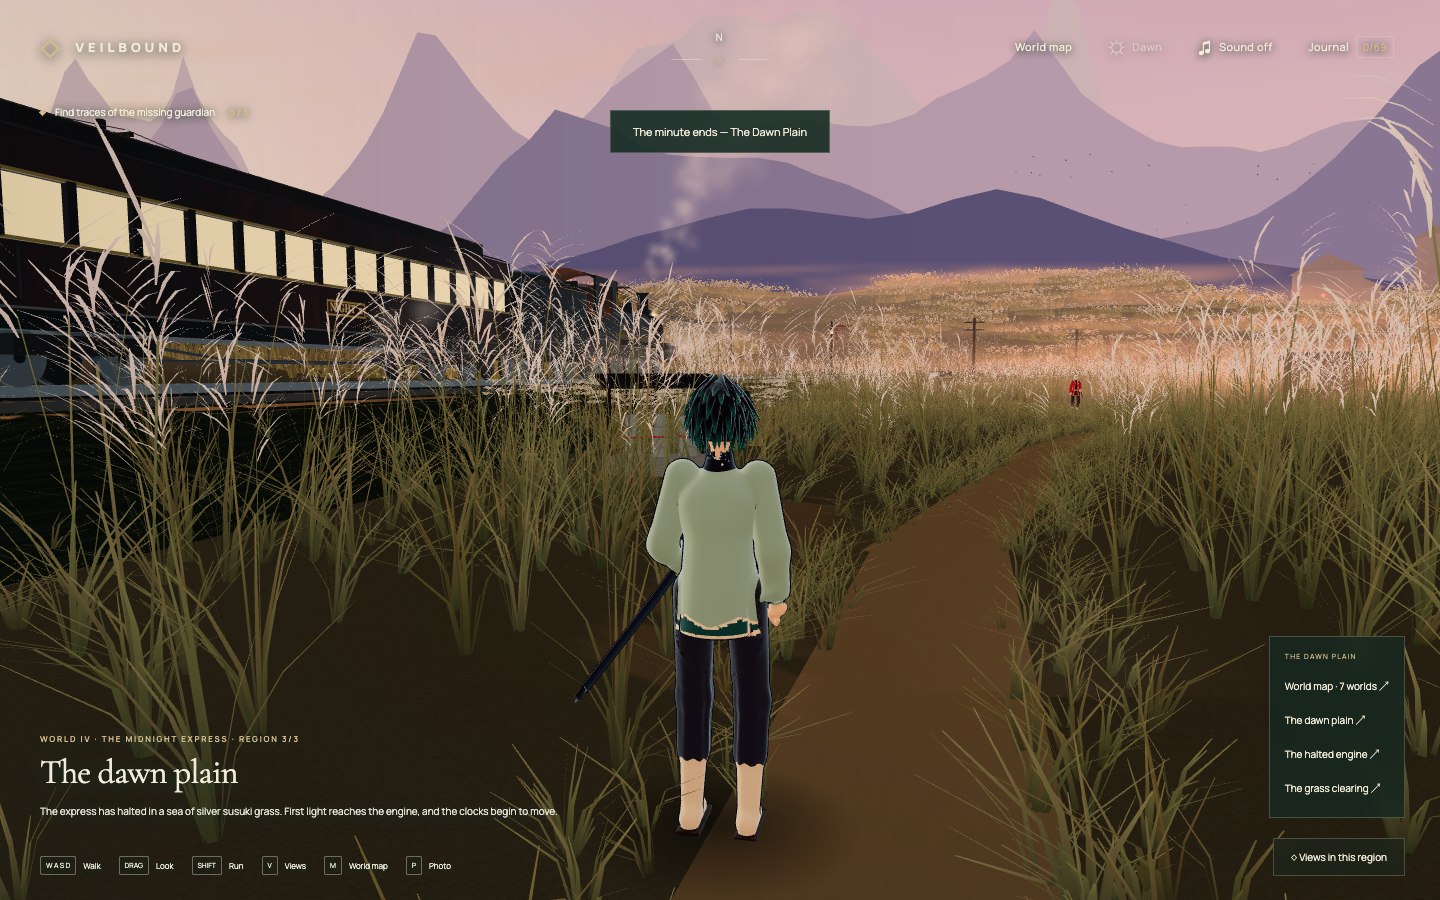 VEILBOUND
N
World map
Dawn
Sound off
Journal 0/69
Find traces of the missing guardian
The minute ends — The Dawn Plain
THE DAWN PLAIN
World map · 7 worlds ↗
The dawn plain ↗
The halted engine ↗
The grass clearing ↗
WORLD IV · THE MIDNIGHT EXPRESS · REGION 3/3
The dawn plain
The express has halted in a sea of silver susuki grass. First light reaches the engine, and the clocks begin to move.
WASD Walk DRAG Look SHIFT Run V Views M World map P Photo
◇ Views in this region